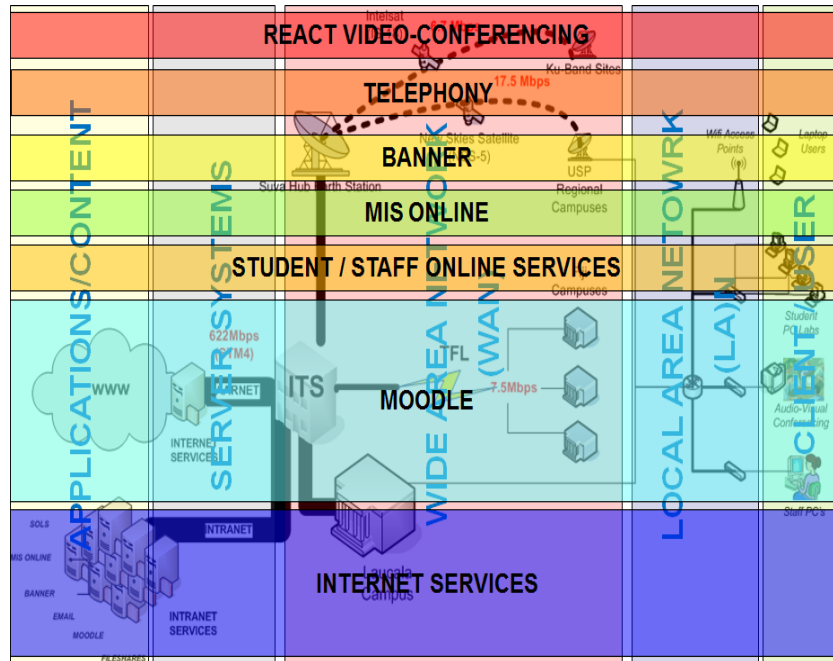 REACT VIDEO-CONFERENCING
TELEPHONY
BANNER
MIS ONLINE
STUDENT / STAFF ONLINE SERVICES
MOODLE
INTERNET SERVICES
APPLICATIONS/CONTENT
SERVER SYSTEMS
WIDE AREA NETWORK
(WAN)
LOCAL AREA NETOWRK
(LA)N
CLIENT / USER
Intelsat
Ku-Band Sites
17.5 Mbps
New Skies Satellite
Suva Hub Earth Station
USP
Regional
Campuses
Wifi Access
Points
Laptop
Users
Campuses
Student
PC Labs
622Mbps
(STM4)
WWW
ITS
TFL
7.5Mbps
INTERNET
SERVICES
Audio-Visual
Conferencing
Staff PC's
INTRANET
Laucala
Campus
SOLS
MIS ONLINE
BANNER
EMAIL
MOODLE
FILESHARES
INTRANET
SERVICES